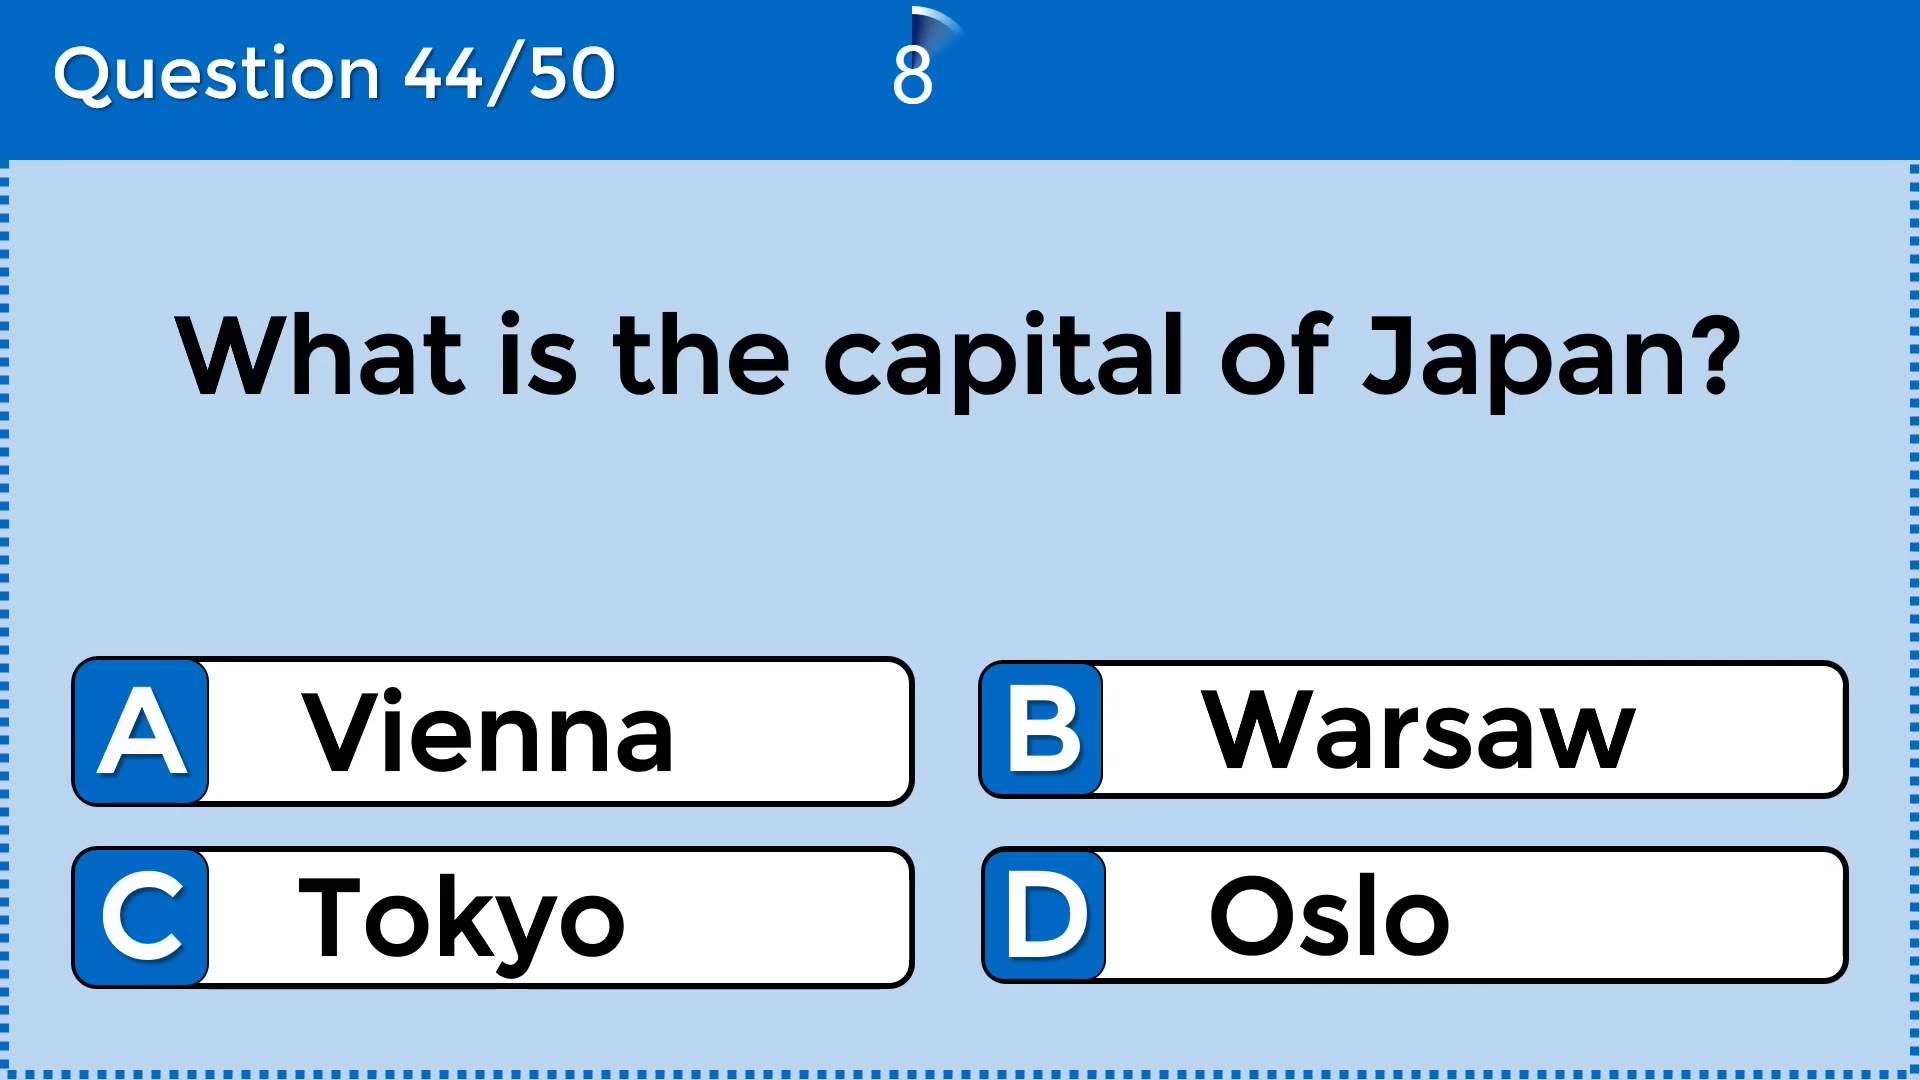 Question 44/50
8
What is the capital of Japan?
A Vienna
B Warsaw
C Tokyo
D Oslo